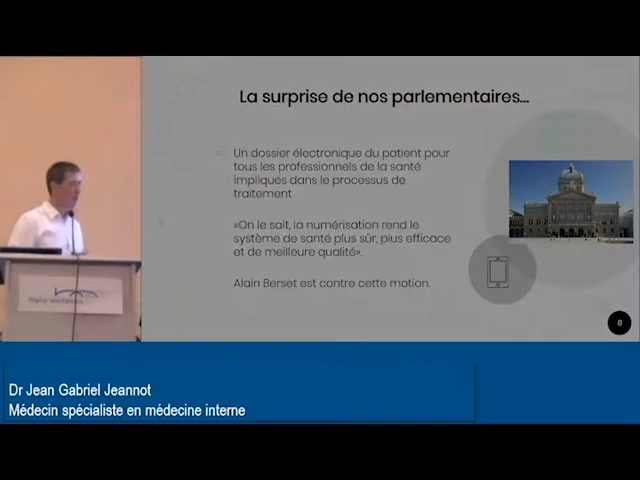 La surprise de nos parlementaires...
Un dossier électronique du patient pour
tous les professionnels de la santé
impliqués dans le processus de
traitement
«On le sait, la numérisation rend le
système de santé plus sûr, plus efficace
et de meilleure qualité».
Alain Berset est contre cette motion.
8
Dr Jean Gabriel Jeannot
Médecin spécialiste en médecine interne